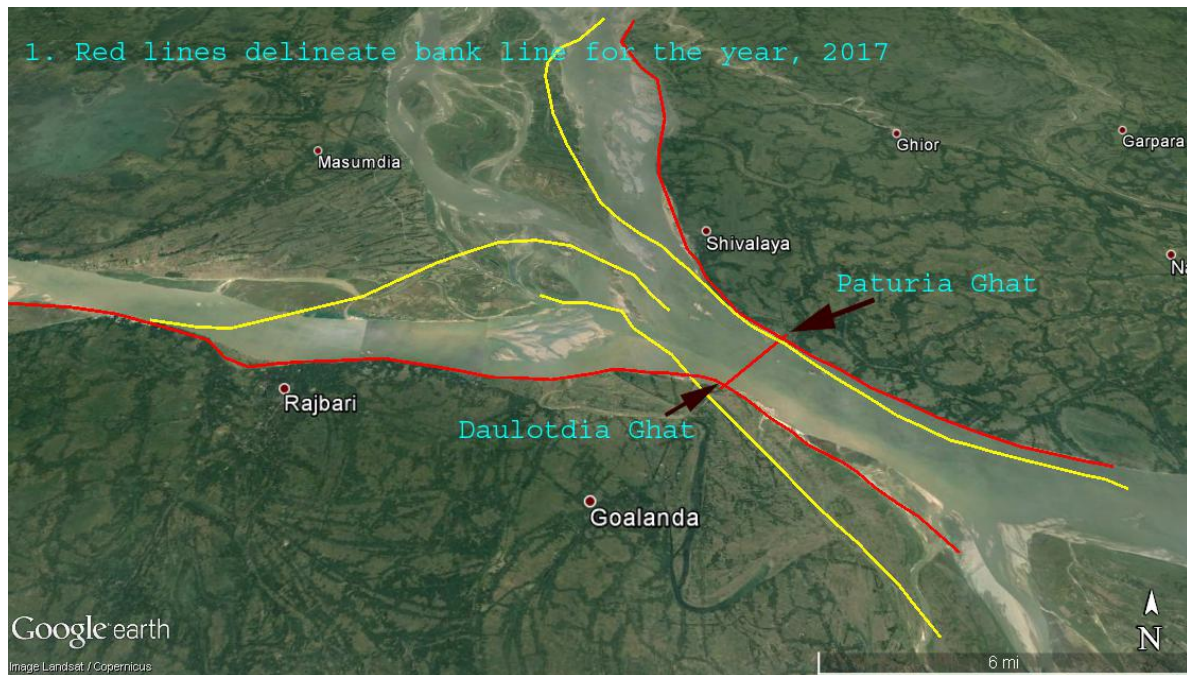 1. Red lines delineate bank line for the year, 2017
Masumdia
Ghior
Garpara
Shivalaya
Na
Paturia Ghat
Rajbari
Daulotdia Ghat
Goalanda
N
Google earth
Image Landsat / Copernicus
6 mi